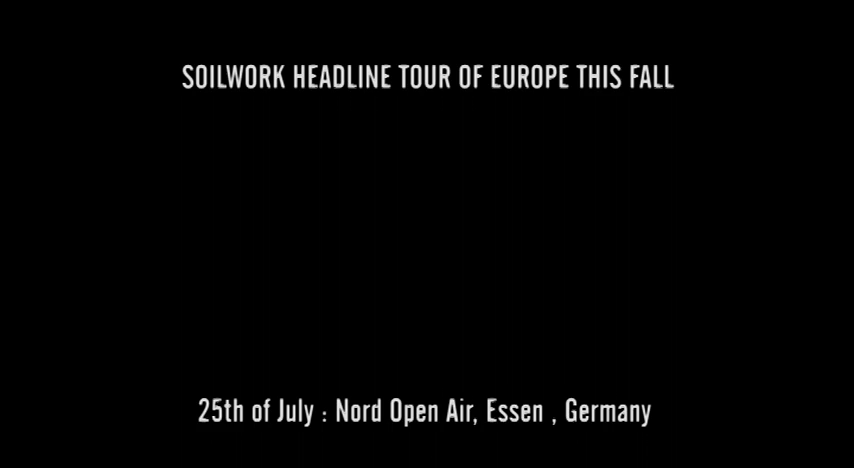 SOILWORK HEADLINE TOUR OF EUROPE THIS FALL
25th of July : Nord Open Air, Essen , Germany